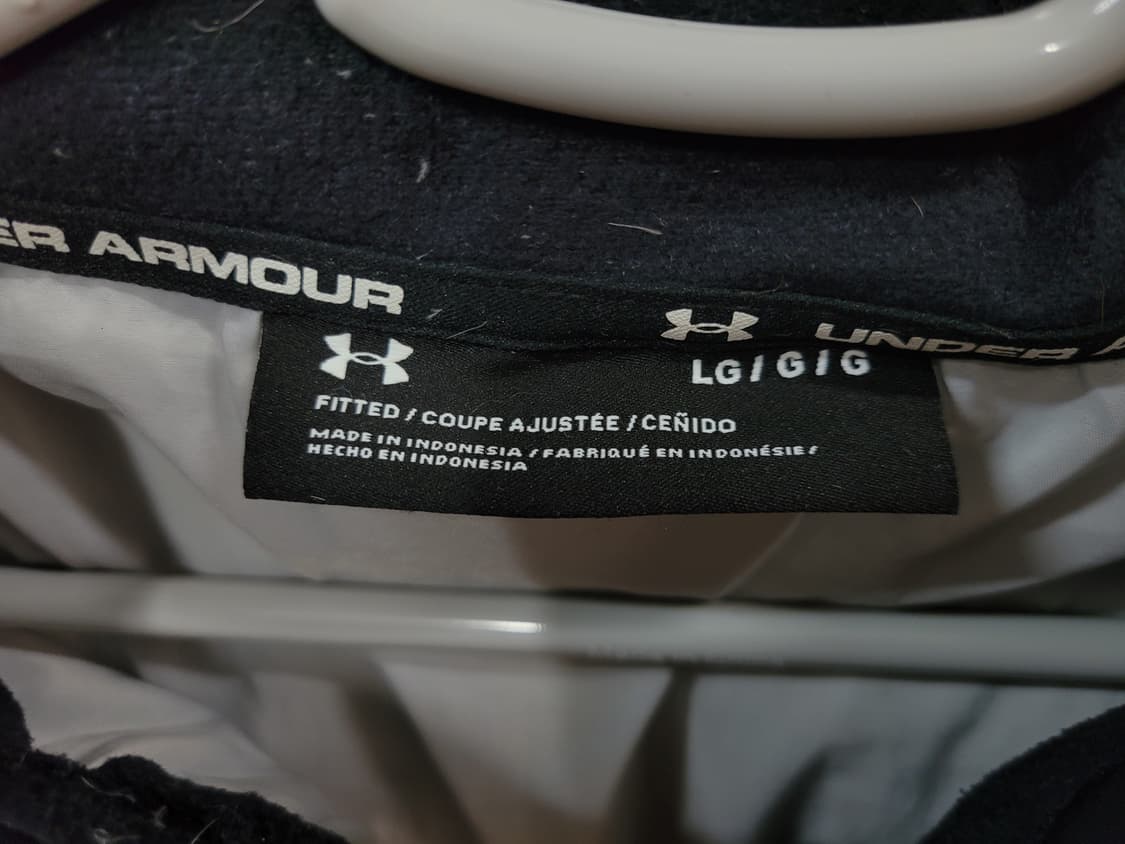 ER ARMOUR
UNDER A
LG / G / G
FITTED / COUPE AJUSTÉE / CEÑIDO
MADE IN INDONESIA / FABRIQUÉ EN INDONÉSIE /
HECHO EN INDONESIA